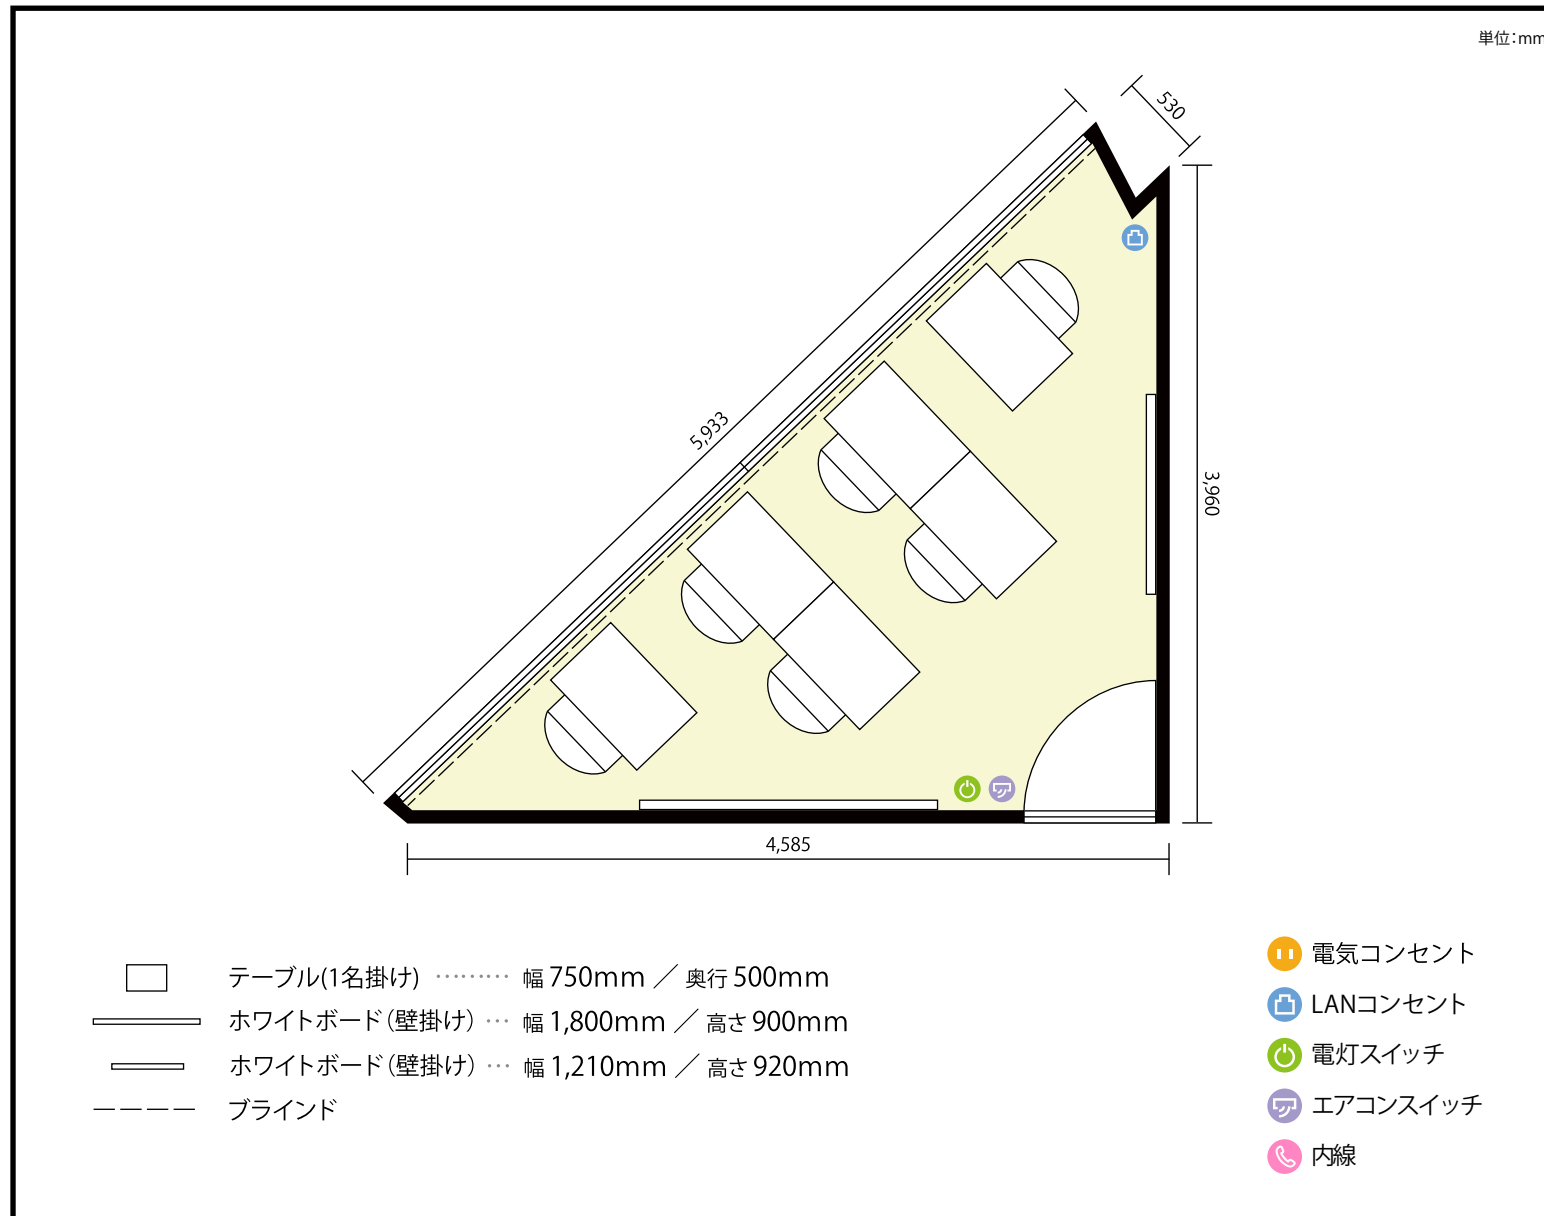 単位：mm
530
5,933
3,960
4,585
テーブル(1名掛け) ········· 幅 750mm ／ 奥行 500mm
ホワイトボード（壁掛け） ··· 幅 1,800mm ／ 高さ 900mm
ホワイトボード（壁掛け） ··· 幅 1,210mm ／ 高さ 920mm
ブラインド
電気コンセント
LANコンセント
電灯スイッチ
エアコンスイッチ
内線